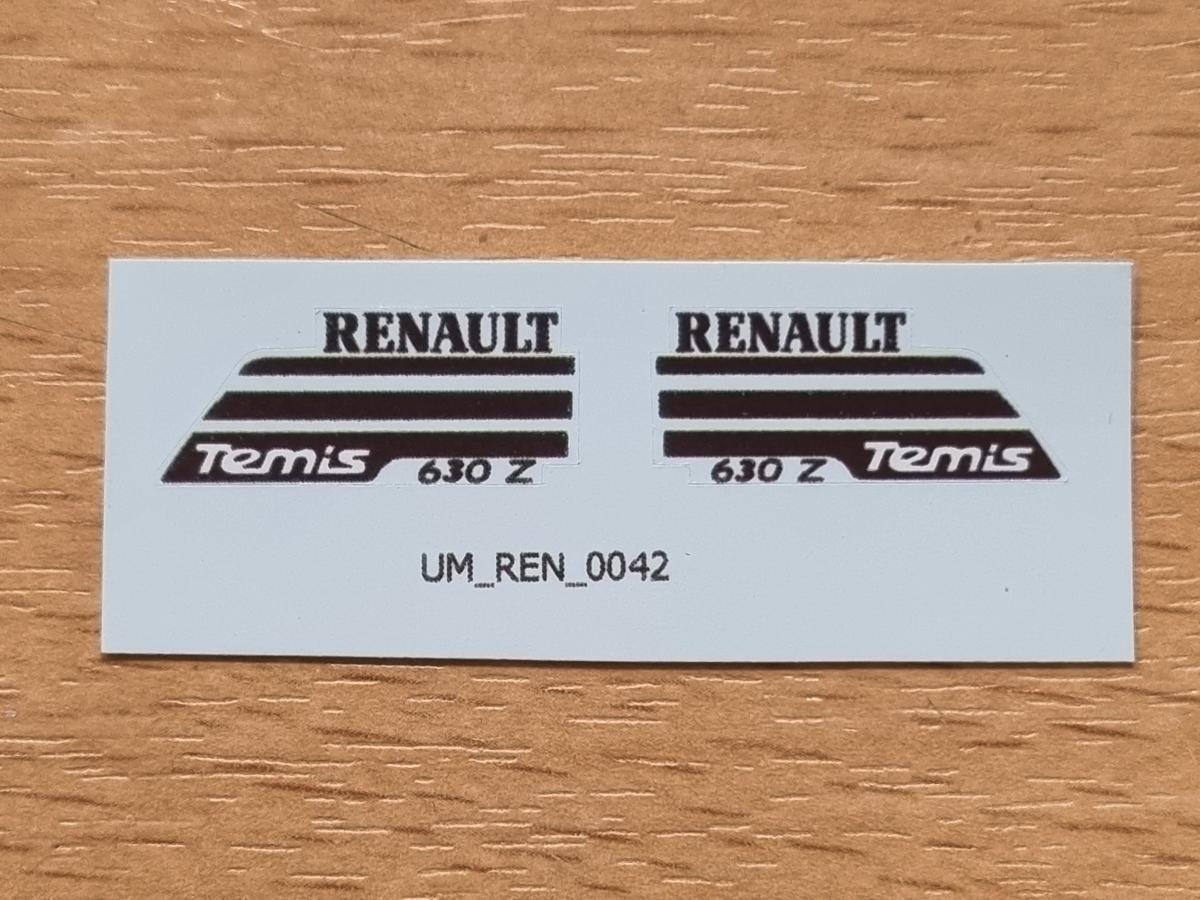 RENAULT
Temis 630 Z
RENAULT
630 Z Temis
UM_REN_0042